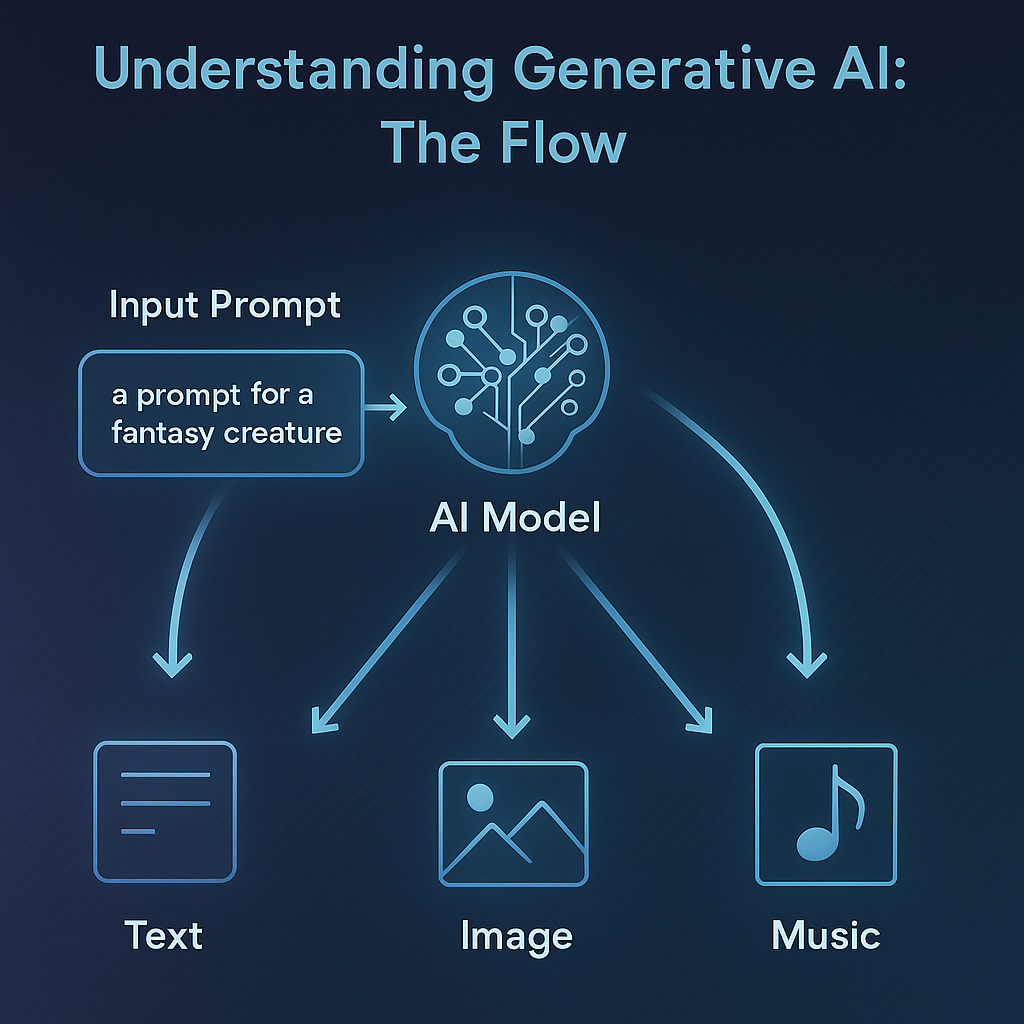 Understanding Generative AI:
The Flow
Input Prompt
a prompt for a
fantasy creature
AI Model
Text
Image
Music